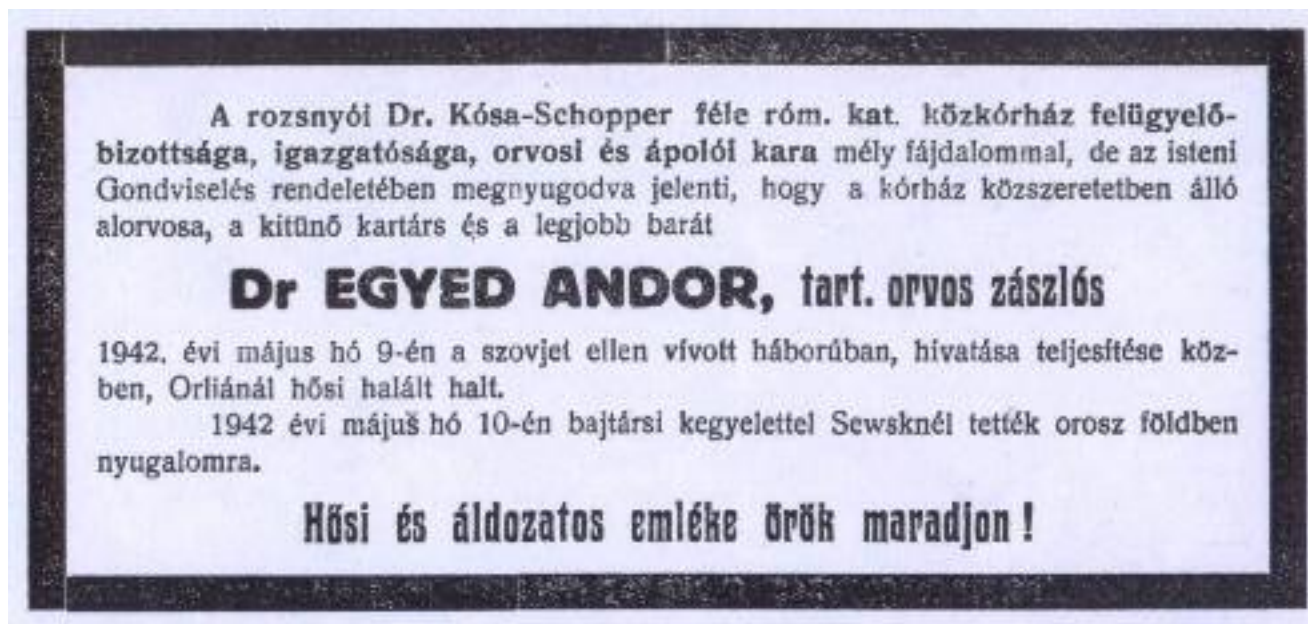 A rozsnyói Dr. Kósa-Schopper féle róm. kat. közkórház felügyelő-
bizottsága, igazgatósága, orvosi és ápolói kara mély fájdalommal, de az isteni
Gondviselés rendeletében megnyugodva jelenti, hogy a kórház közszeretetben álló
alorvosa, a kitünő kartárs és a legjobb barát
Dr EGYED ANDOR, tart. orvos zászlós
1942. évi május hó 9-én a szovjet ellen vívott háborúban, hivatása teljesítése köz-
ben, Orliánál hősi halált halt.
1942 évi május hó 10-én bajtársi kegyelettel Sewsknél tették orosz földben
nyugalomra.
Hősi és áldozatos emléke örök maradjon !